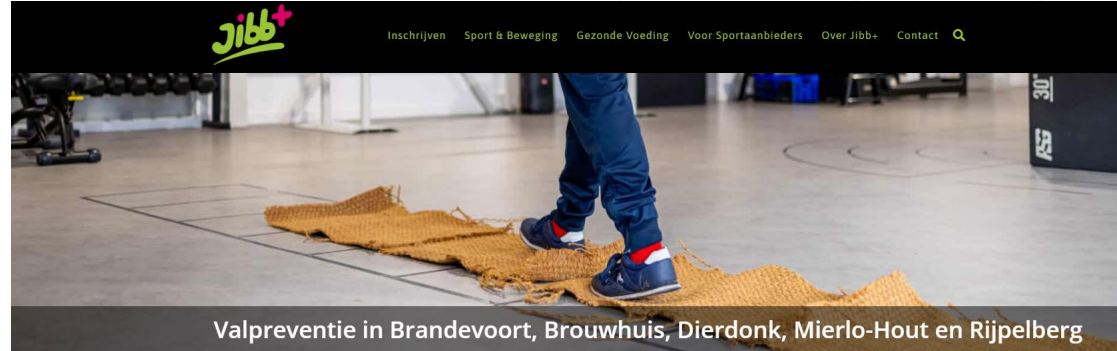 Jibb+
Inschrijven Sport & Beweging Gezonde Voeding Voor Sportaanbieders Over Jibb+ Contact
30"
Valpreventie in Brandevoort, Brouwhuis, Dierdonk, Mierlo-Hout en Rijpelberg